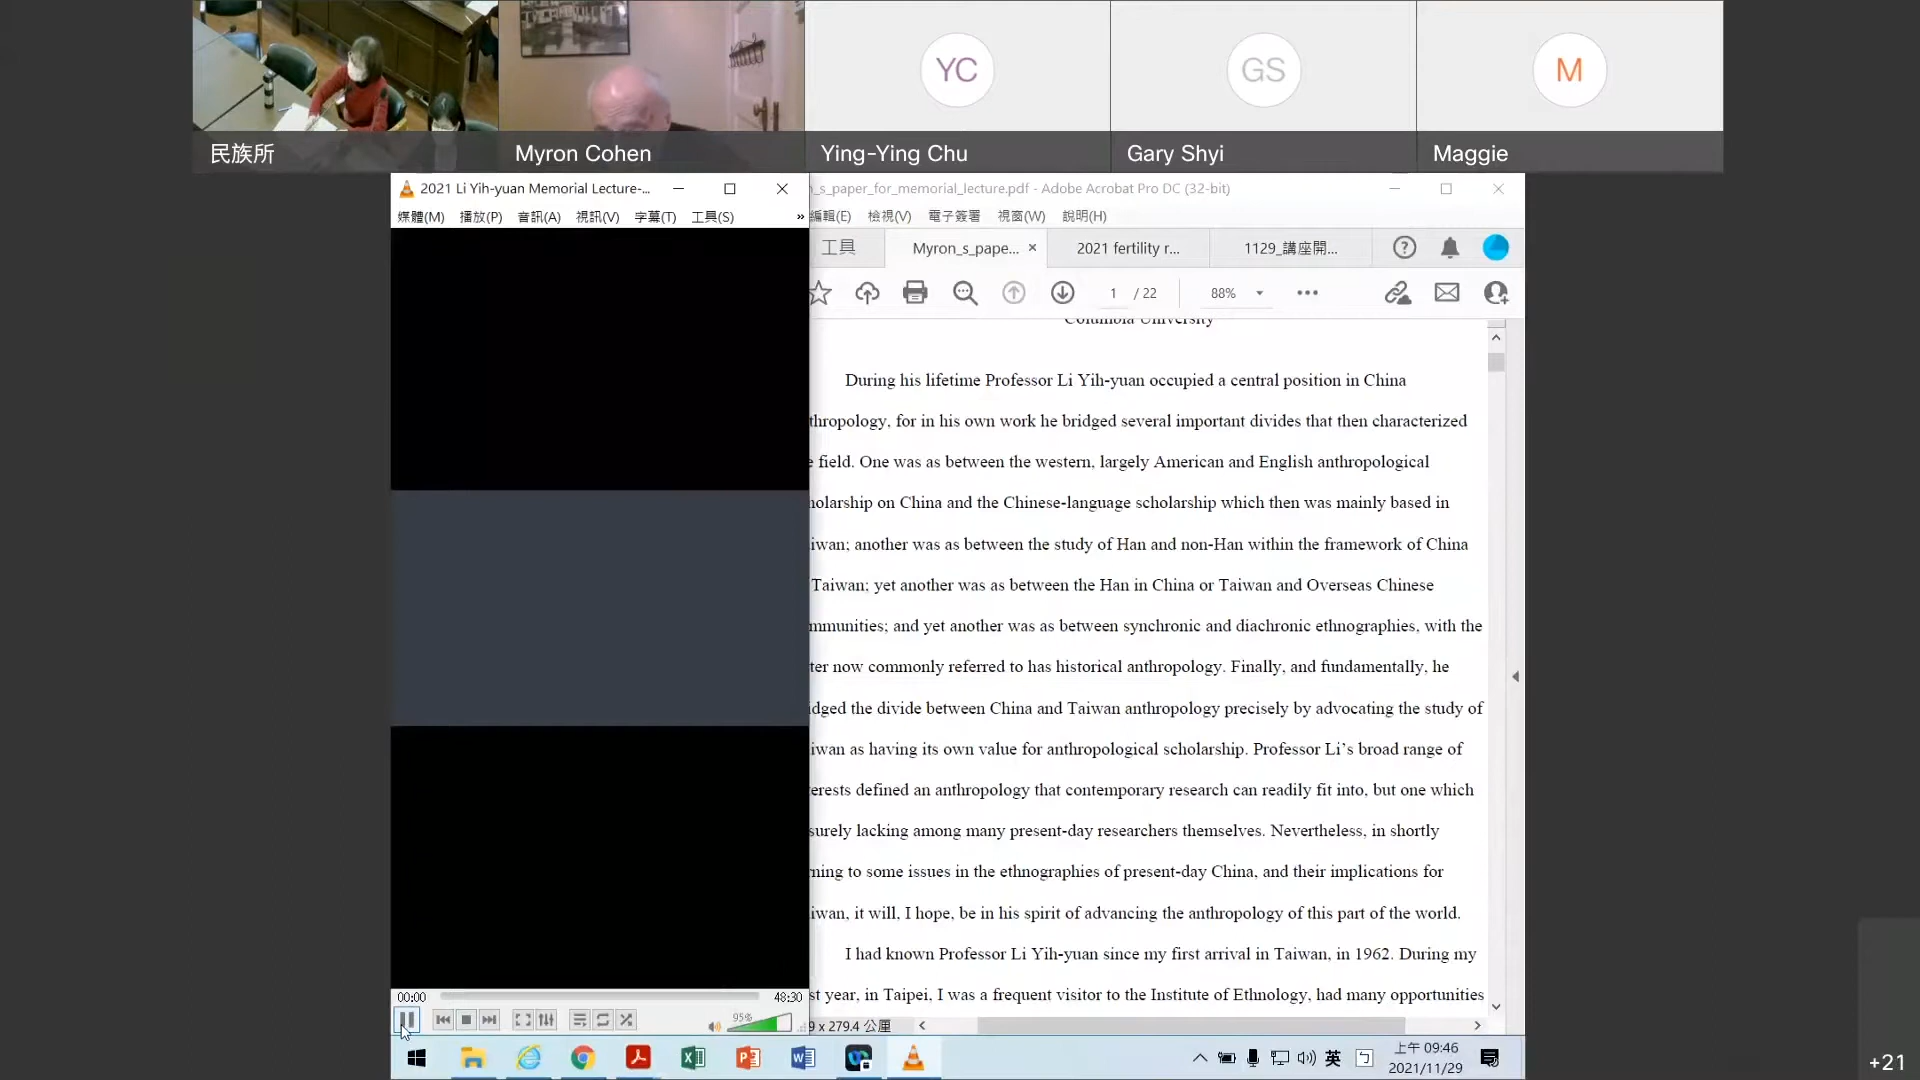 YC
GS
M
民族所
Myron Cohen
Ying-Ying Chu
Gary Shyi
Maggie
2021 Li Yih-yuan Memorial Lecture-...
_s_paper_for_memorial_lecture.pdf - Adobe Acrobat Pro DC (32-bit)
媒體(M) 播放(P) 音訊(A) 視訊(V) 字幕(T) 工具(S) »
編輯(E) 檢視(V) 電子簽署 視窗(W) 說明(H)
工具 Myron_s_pape... × 2021 fertility r... 1129_講座開...
1 / 22 88%
Columbia University
During his lifetime Professor Li Yih-yuan occupied a central position in China
thropology, for in his own work he bridged several important divides that then characterized
e field. One was as between the western, largely American and English anthropological
holarship on China and the Chinese-language scholarship which then was mainly based in
iwan; another was as between the study of Han and non-Han within the framework of China
Taiwan; yet another was as between the Han in China or Taiwan and Overseas Chinese
mmunities; and yet another was as between synchronic and diachronic ethnographies, with the
ter now commonly referred to has historical anthropology. Finally, and fundamentally, he
idged the divide between China and Taiwan anthropology precisely by advocating the study of
iwan as having its own value for anthropological scholarship. Professor Li's broad range of
erests defined an anthropology that contemporary research can readily fit into, but one which
surely lacking among many present-day researchers themselves. Nevertheless, in shortly
ning to some issues in the ethnographies of present-day China, and their implications for
iwan, it will, I hope, be in his spirit of advancing the anthropology of this part of the world.
I had known Professor Li Yih-yuan since my first arrival in Taiwan, in 1962. During my
st year, in Taipei, I was a frequent visitor to the Institute of Ethnology, had many opportunities
00:00 48:30
95%
9 x 279.4 公厘
英
上午 09:46
2021/11/29
+21